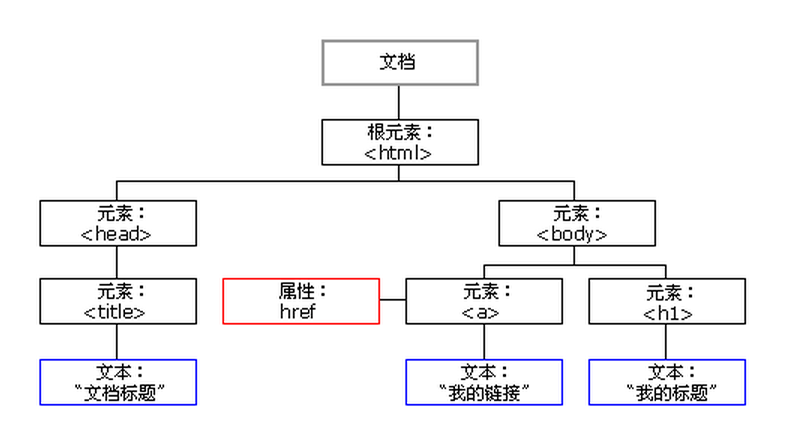 文档
根元素：
<html>
元素：
<head>
元素：
<body>
元素：
<title>
属性：
href
元素：
<a>
元素：
<h1>
文本：
“文档标题”
文本：
“我的链接”
文本：
“我的标题”